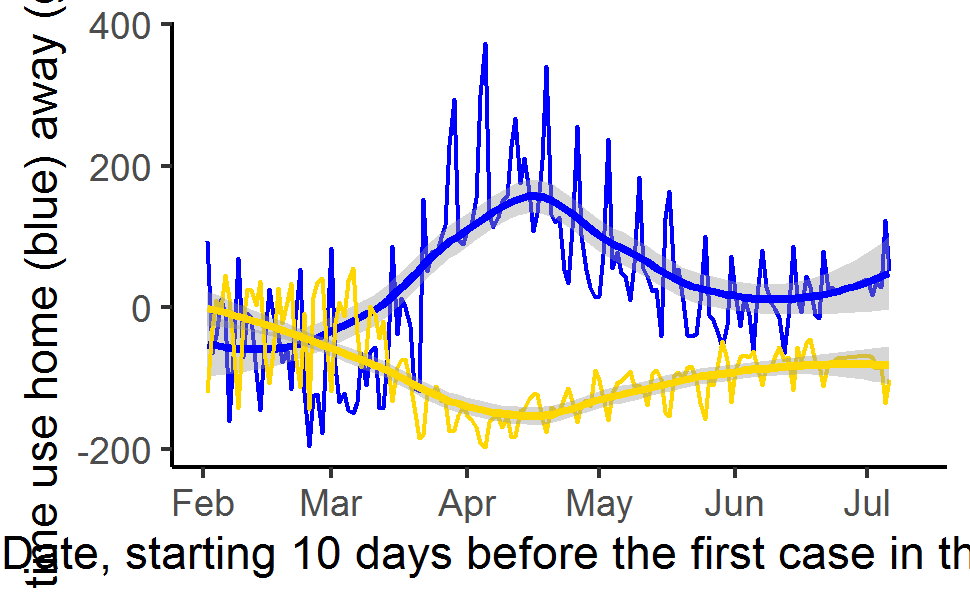 time use home (blue) away (
400
200
0
-200
Feb Mar Apr May Jun Jul
Date, starting 10 days before the first case in th